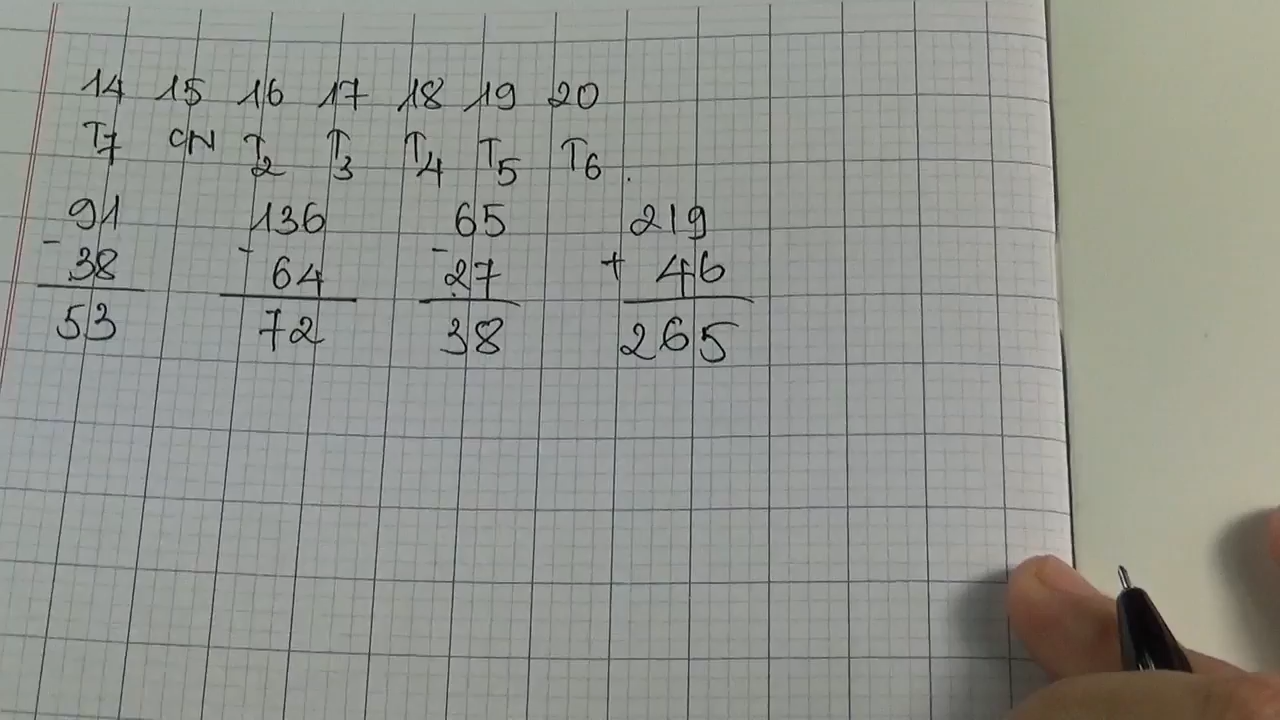 14 15 16 17 18 19 20
T7 CN T2 T3 T4 T5 T6.
91 136 65 219
- - - +
38 64 27 46
53 72 38 265